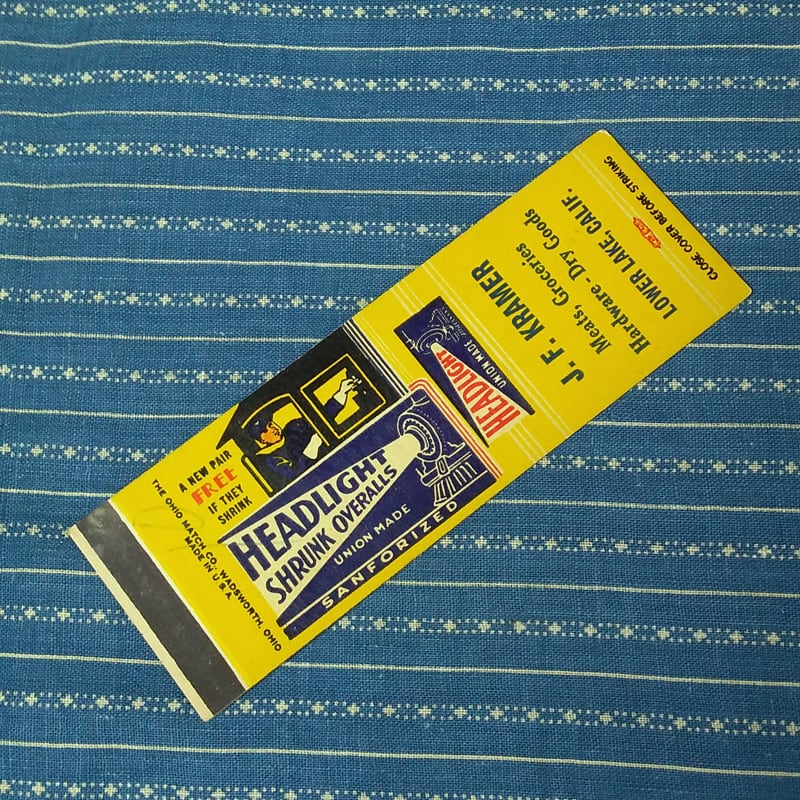 CLOSE COVER BEFORE STRIKING
J. F. KRAMER
Meats, Groceries
Hardware - Dry Goods
LOWER LAKE, CALIF.
HEADLIGHT
UNION MADE
A NEW PAIR
FREE
IF THEY
SHRINK
HEADLIGHT
SHRUNK OVERALLS
UNION MADE
SANFORIZED
THE OHIO MATCH CO., WADSWORTH, OHIO
MADE IN U.S.A.